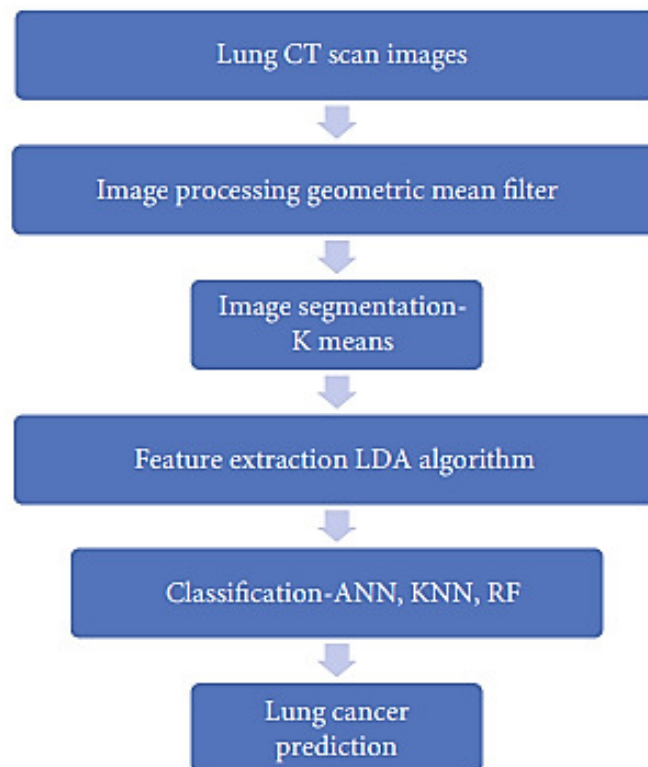 Lung CT scan images
Image processing geometric mean filter
Image segmentation-
K means
Feature extraction LDA algorithm
Classification-ANN, KNN, RF
Lung cancer
prediction